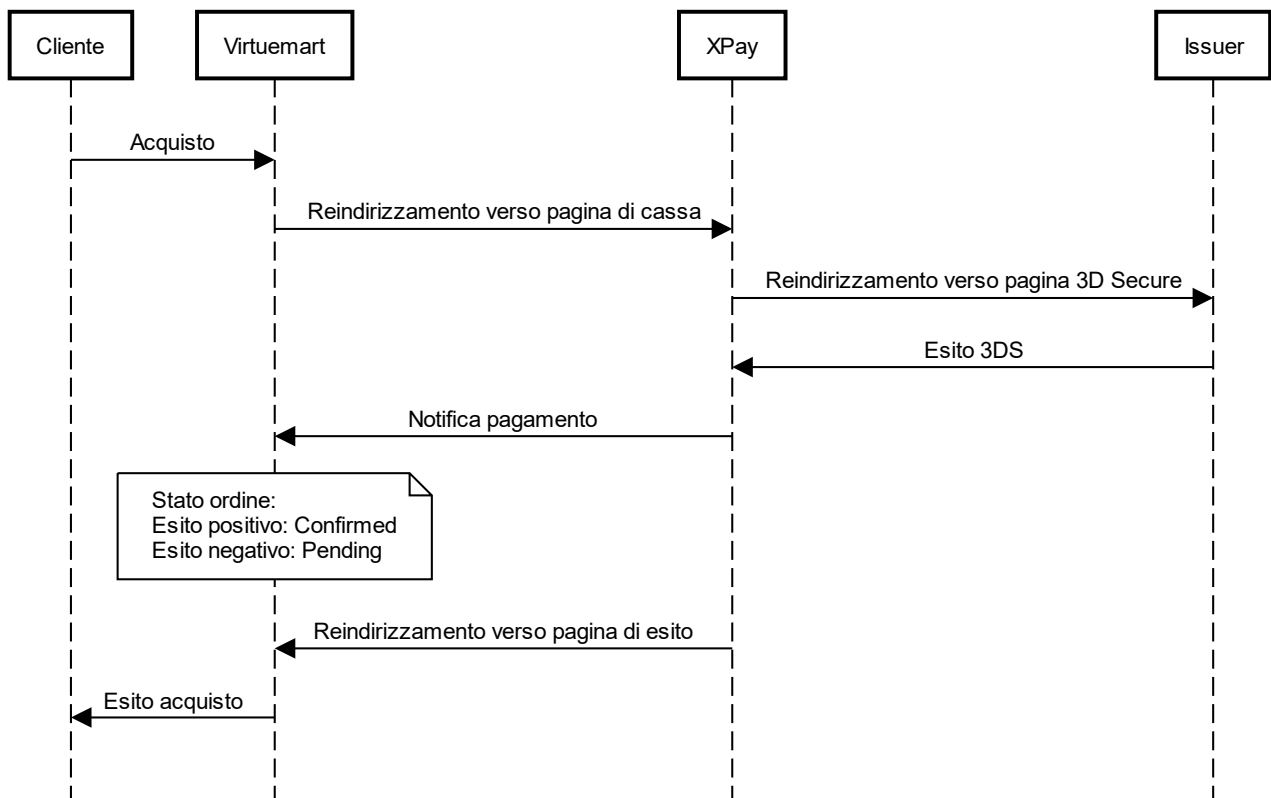 Cliente
Virtuemart
XPay
Issuer
Acquisto
Reindirizzamento verso pagina di cassa
Reindirizzamento verso pagina 3D Secure
Esito 3DS
Notifica pagamento
Stato ordine:
Esito positivo: Confirmed
Esito negativo: Pending
Reindirizzamento verso pagina di esito
Esito acquisto